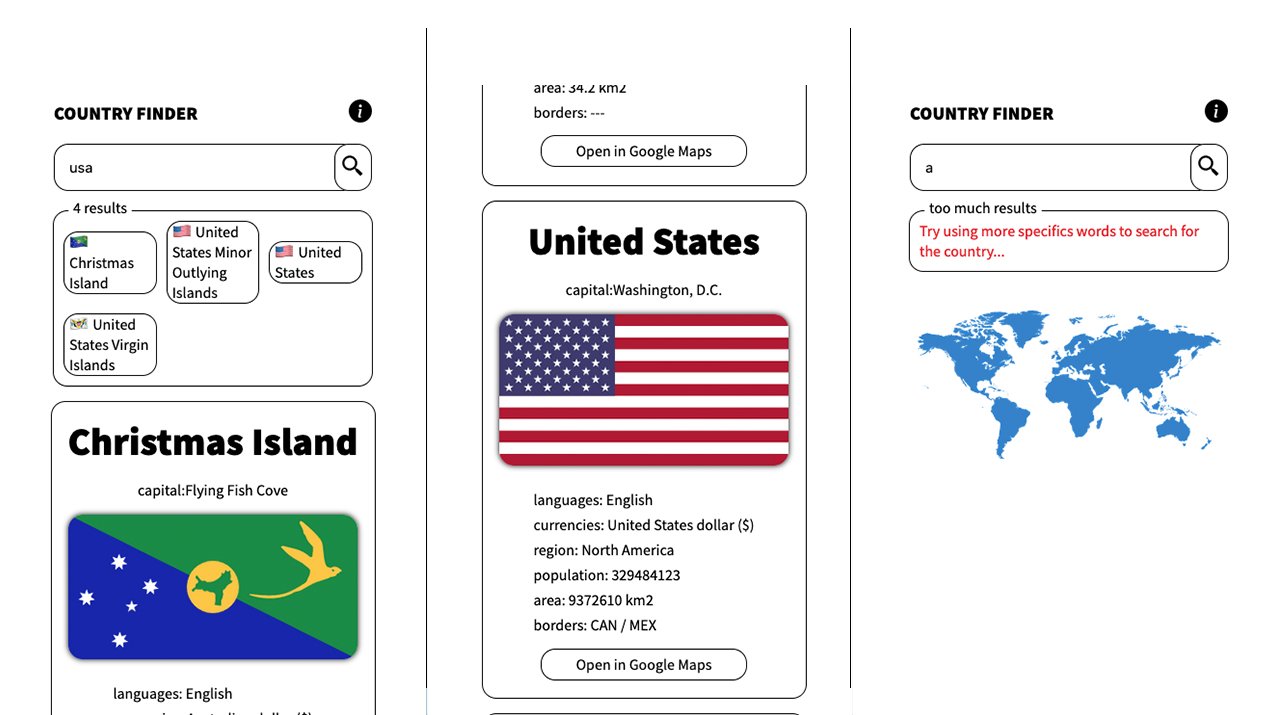 COUNTRY FINDER
usa
4 results
🇨🇽
Christmas
Island
🇺🇲 United
States Minor
Outlying
Islands
🇺🇸 United
States
🇻🇮 United
States Virgin
Islands
Christmas Island
capital:Flying Fish Cove
languages: English
area: 34.2 km2
borders: ---
Open in Google Maps
United States
capital:Washington, D.C.
languages: English
currencies: United States dollar ($)
region: North America
population: 329484123
area: 9372610 km2
borders: CAN / MEX
Open in Google Maps
COUNTRY FINDER
a
too much results
Try using more specifics words to search for
the country...